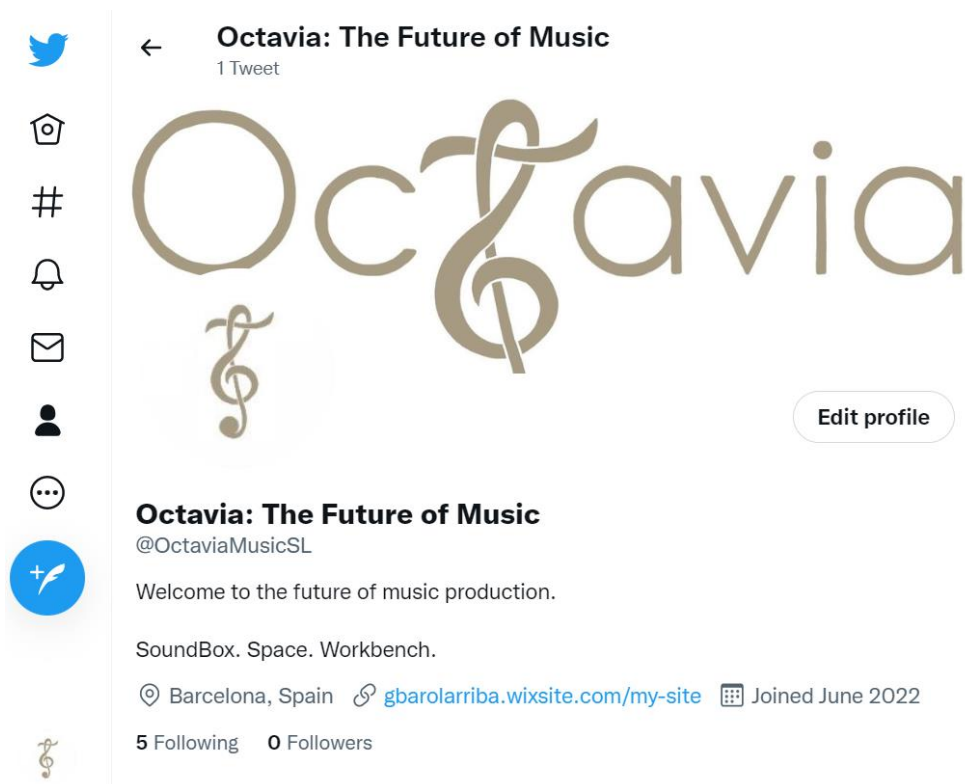 Octavia: The Future of Music
1 Tweet
Octavia
Edit profile
Octavia: The Future of Music
@OctaviaMusicSL
Welcome to the future of music production.
SoundBox. Space. Workbench.
Barcelona, Spain gbarolarriba.wixsite.com/my-site Joined June 2022
5 Following 0 Followers